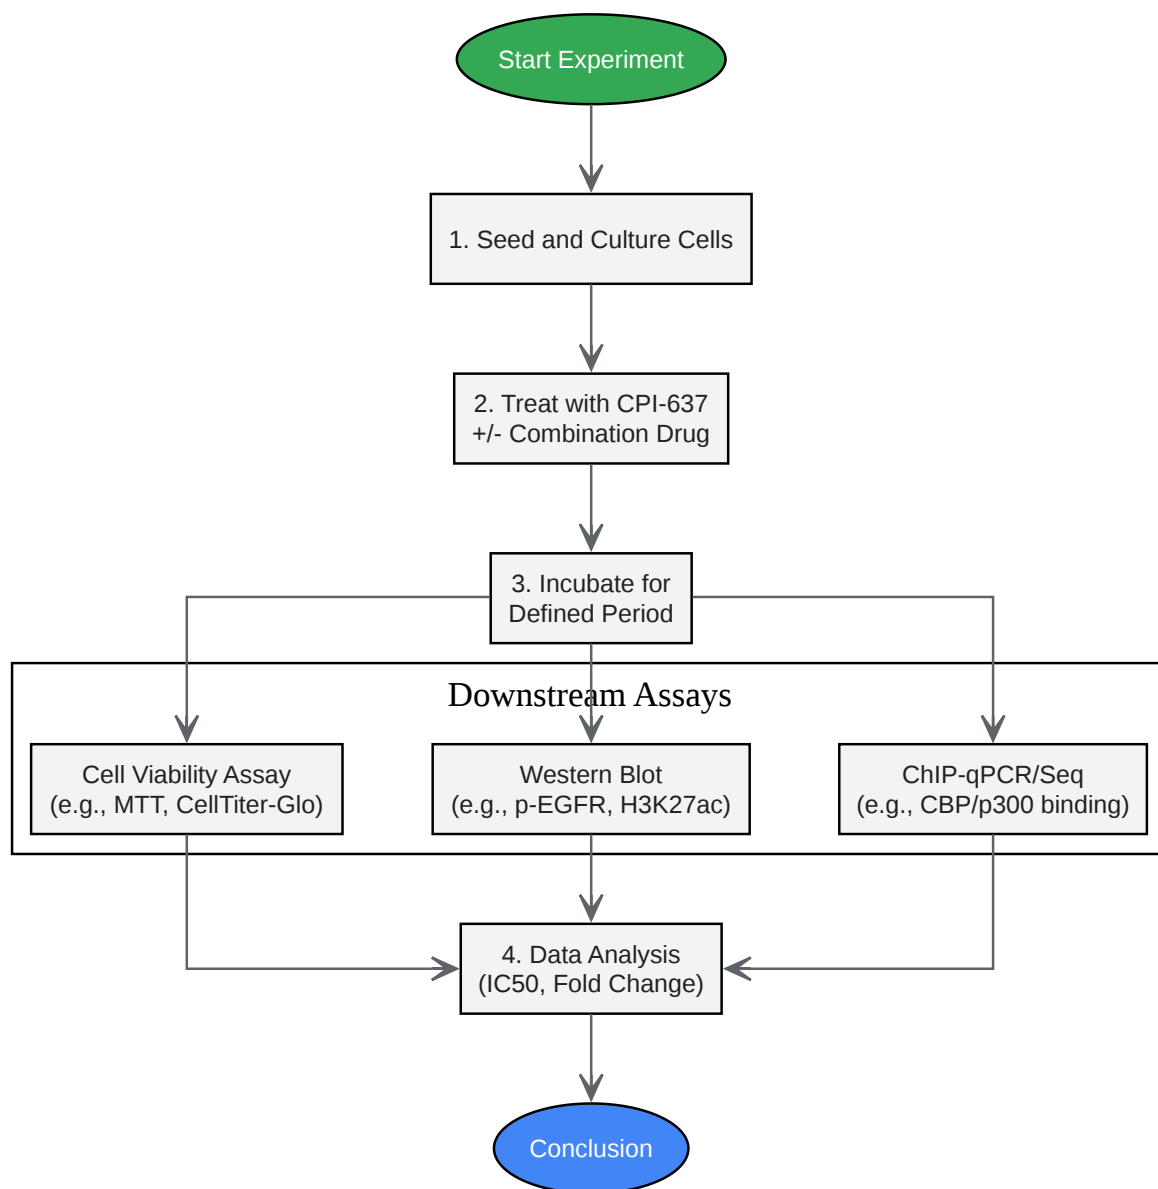 Start Experiment
1. Seed and Culture Cells
2. Treat with CPI-637
+/- Combination Drug
3. Incubate for
Defined Period
Downstream Assays
Cell Viability Assay
(e.g., MTT, CellTiter-Glo)
Western Blot
(e.g., p-EGFR, H3K27ac)
ChIP-qPCR/Seq
(e.g., CBP/p300 binding)
4. Data Analysis
(IC50, Fold Change)
Conclusion